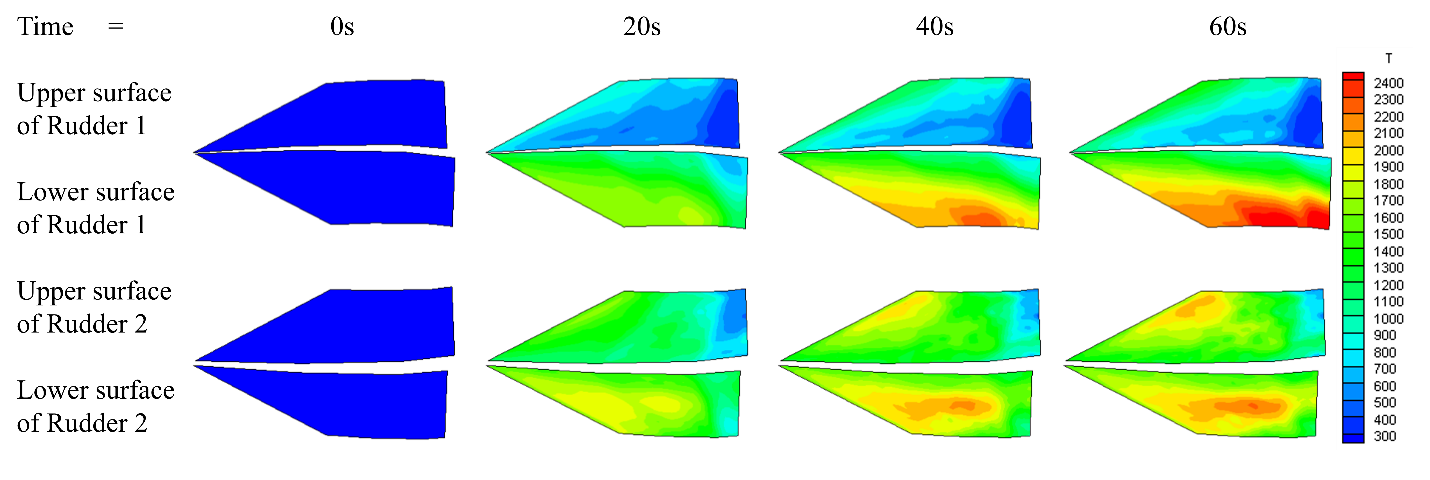 Time = 0s 20s 40s 60s
T
Upper surface
of Rudder 1
Lower surface
of Rudder 1
Upper surface
of Rudder 2
Lower surface
of Rudder 2
2400
2300
2200
2100
2000
1900
1800
1700
1600
1500
1400
1300
1200
1100
1000
900
800
700
600
500
400
300